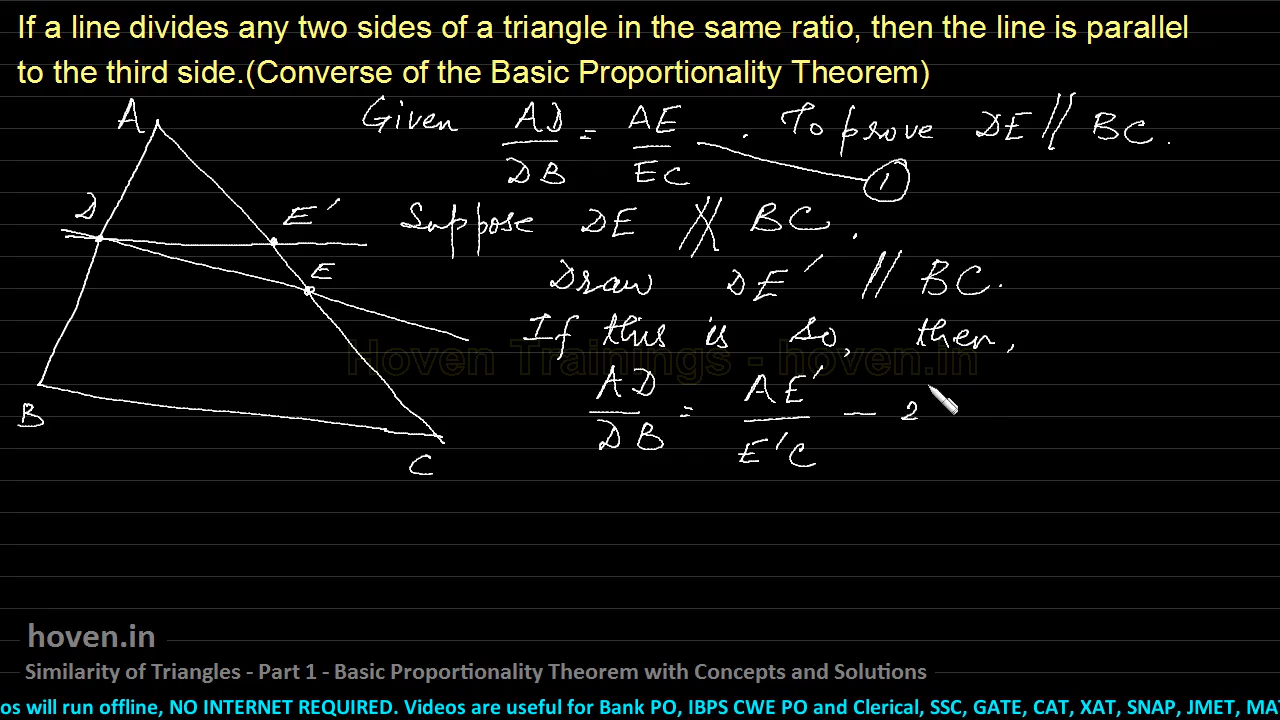 If a line divides any two sides of a triangle in the same ratio, then the line is parallel
to the third side.(Converse of the Basic Proportionality Theorem)
A
Given AD/DB = AE/EC . To prove DE || BC.
1
D
E'
Suppose DE ∦ BC.
E
Draw DE' || BC.
If this is so, then,
Hoven Trainings - hoven.in
AD/DB = AE'/E'C — 2
B
C
hoven.in
Similarity of Triangles - Part 1 - Basic Proportionality Theorem with Concepts and Solutions
os will run offline, NO INTERNET REQUIRED. Videos are useful for Bank PO, IBPS CWE PO and Clerical, SSC, GATE, CAT, XAT, SNAP, JMET, MA